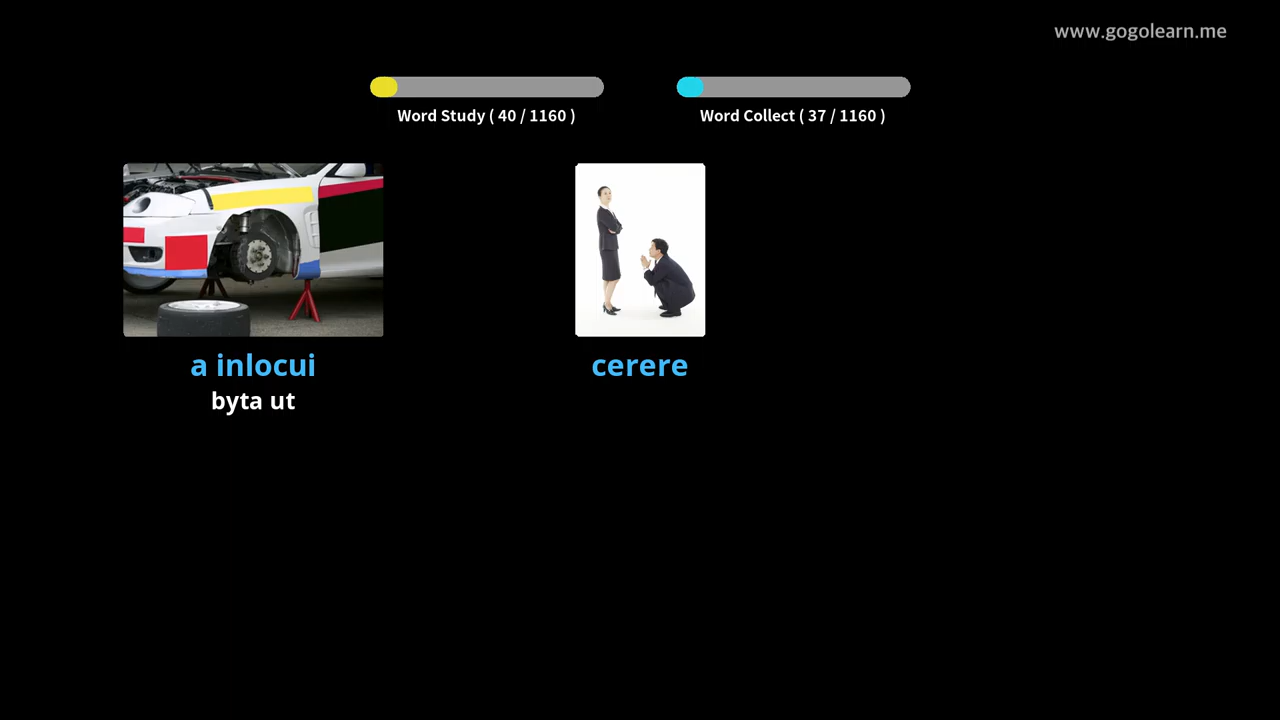 www.gogolearn.me
Word Study ( 40 / 1160 )
Word Collect ( 37 / 1160 )
a inlocui
byta ut
cerere